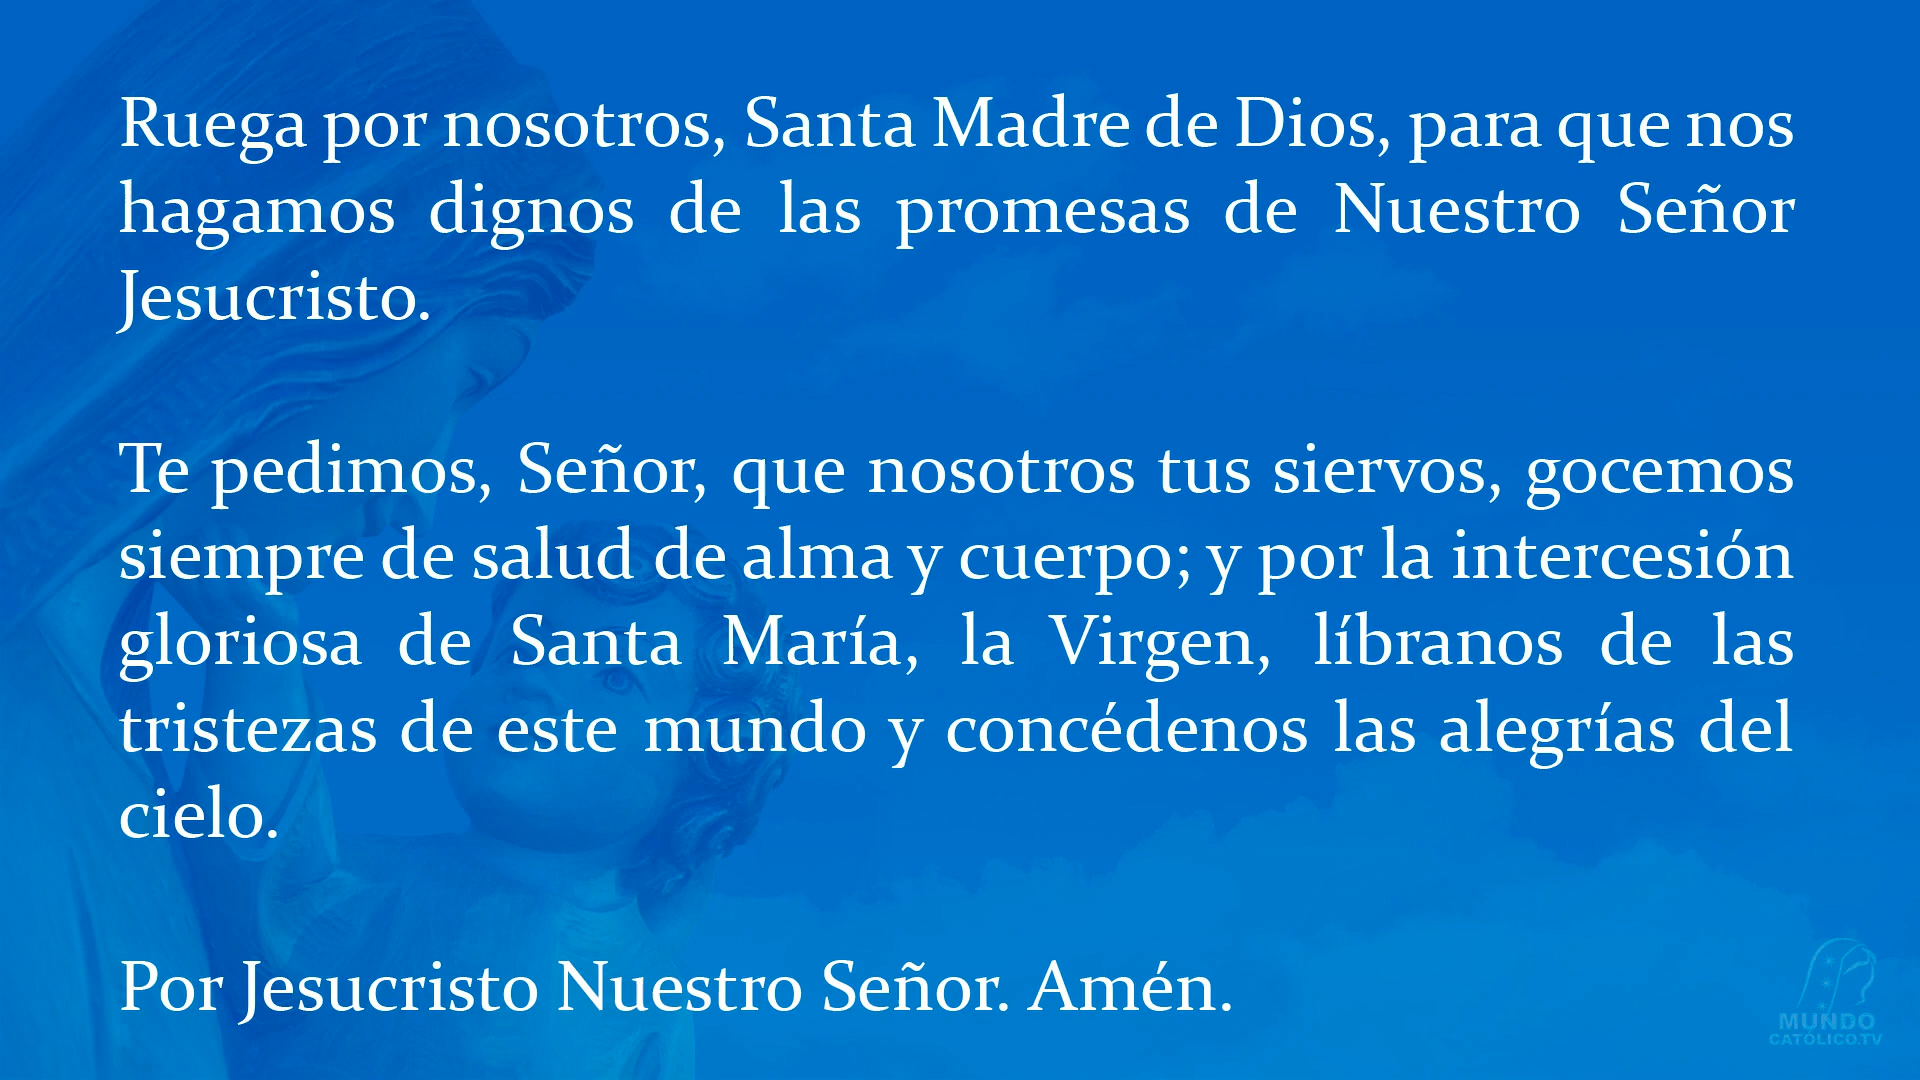 Ruega por nosotros, Santa Madre de Dios, para que nos
hagamos dignos de las promesas de Nuestro Señor
Jesucristo.
Te pedimos, Señor, que nosotros tus siervos, gocemos
siempre de salud de alma y cuerpo; y por la intercesión
gloriosa de Santa María, la Virgen, líbranos de las
tristezas de este mundo y concédenos las alegrías del
cielo.
Por Jesucristo Nuestro Señor. Amén.
MUNDO
CATOLICO.TV